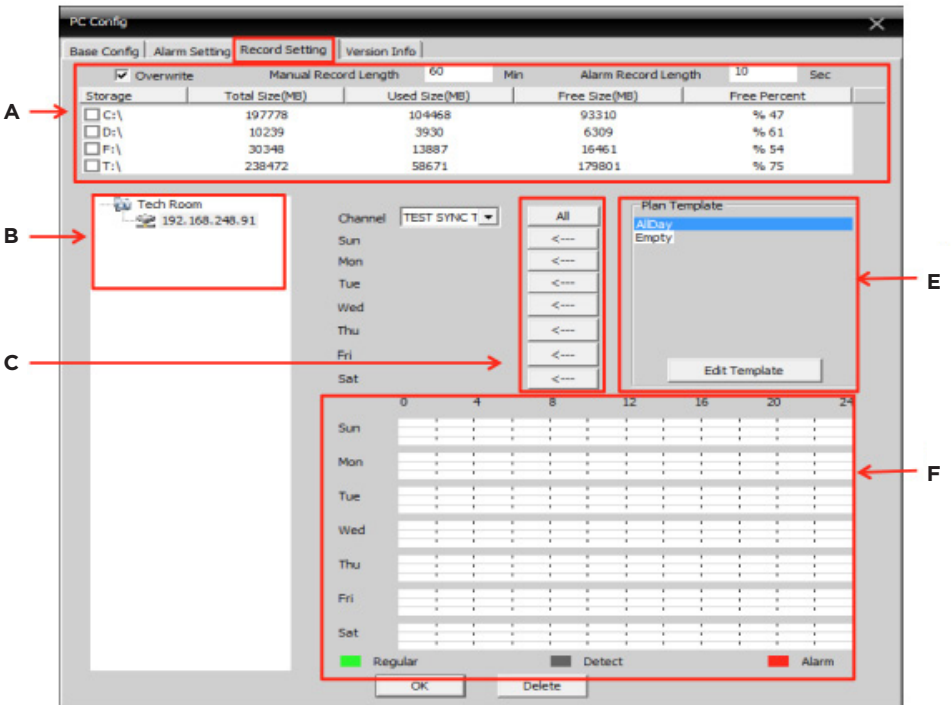 PC Config
Base Config Alarm Setting Record Setting Version Info
Overwrite Manual Record Length 60 Min Alarm Record Length 10 Sec
Storage Total Size(MB) Used Size(MB) Free Size(MB) Free Percent
C:\ 197778 104468 93310 % 47
D:\ 10239 3930 6309 % 61
F:\ 30348 13887 16461 % 54
T:\ 238472 58671 179801 % 75
A
Tech Room
192.168.248.91
B
Channel TEST SYNC T All
Sun <---
Mon <---
Tue <---
Wed <---
Thu <---
Fri <---
Sat <---
C
Plan Template
AllDay
Empty
Edit Template
E
0 4 8 12 16 20 24
Sun
Mon
Tue
Wed
Thu
Fri
Sat
Regular Detect Alarm
F
OK Delete